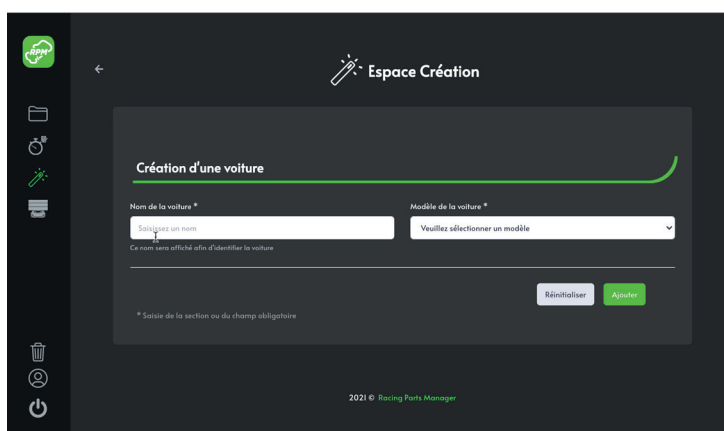 RPM
Espace Création
Création d'une voiture
Nom de la voiture *
Modèle de la voiture *
Saisissez un nom
Veuillez sélectionner un modèle
Ce nom sera affiché afin d'identifier la voiture
Réinitialiser
Ajouter
* Saisie de la section ou du champ obligatoire
2021 © Racing Parts Manager